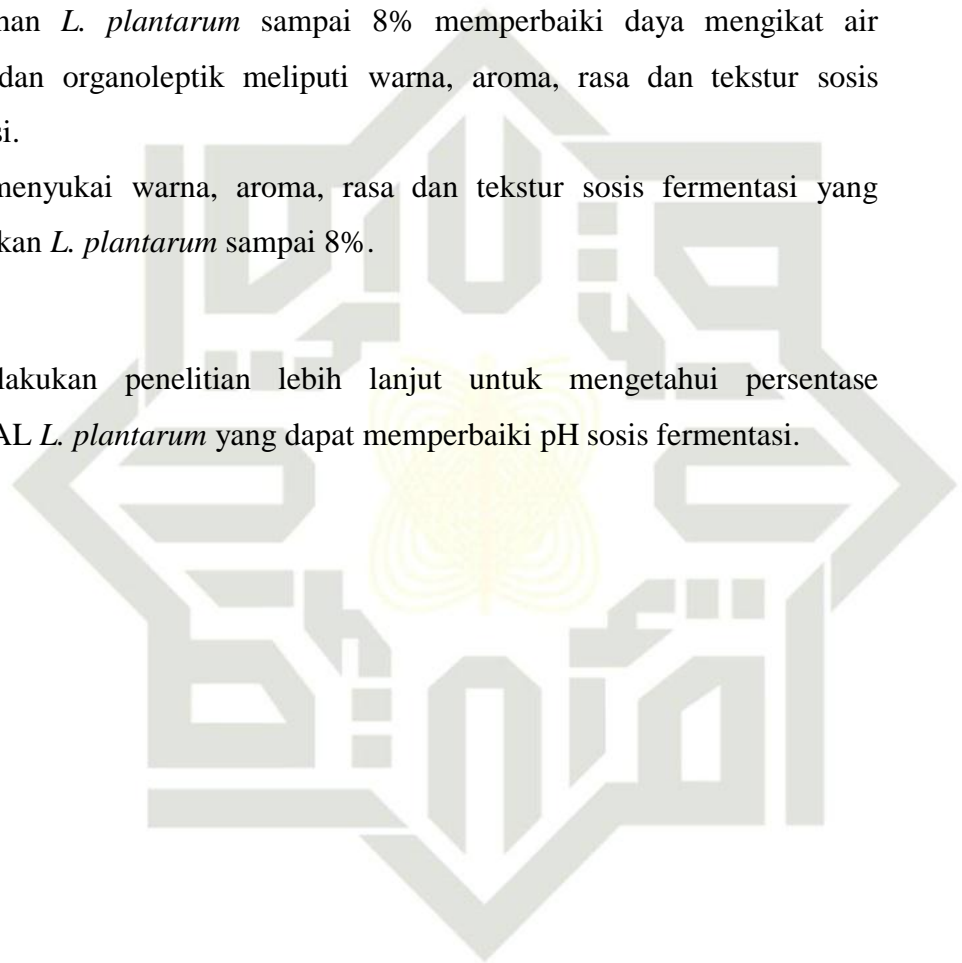 nan L. plantarum sampai 8% memperbaiki daya mengikat air
dan organoleptik meliputi warna, aroma, rasa dan tekstur sosis
si.
menyukai warna, aroma, rasa dan tekstur sosis fermentasi yang
kan L. plantarum sampai 8%.
lakukan penelitian lebih lanjut untuk mengetahui persentase
AL L. plantarum yang dapat memperbaiki pH sosis fermentasi.